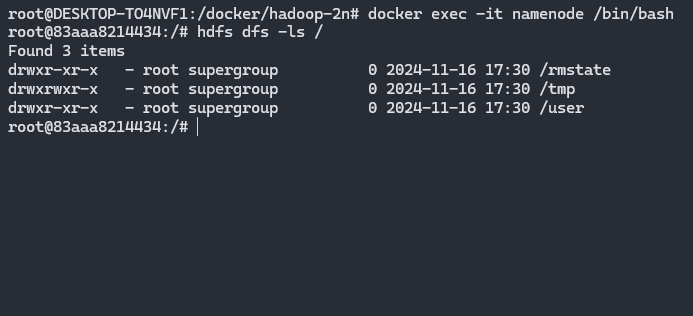 root@DESKTOP-TO4NVF1:/docker/hadoop-2n# docker exec -it namenode /bin/bash
root@83aaa8214434:/# hdfs dfs -ls /
Found 3 items
drwxr-xr-x   - root supergroup          0 2024-11-16 17:30 /rmstate
drwxrwxr-x   - root supergroup          0 2024-11-16 17:30 /tmp
drwxr-xr-x   - root supergroup          0 2024-11-16 17:30 /user
root@83aaa8214434:/#